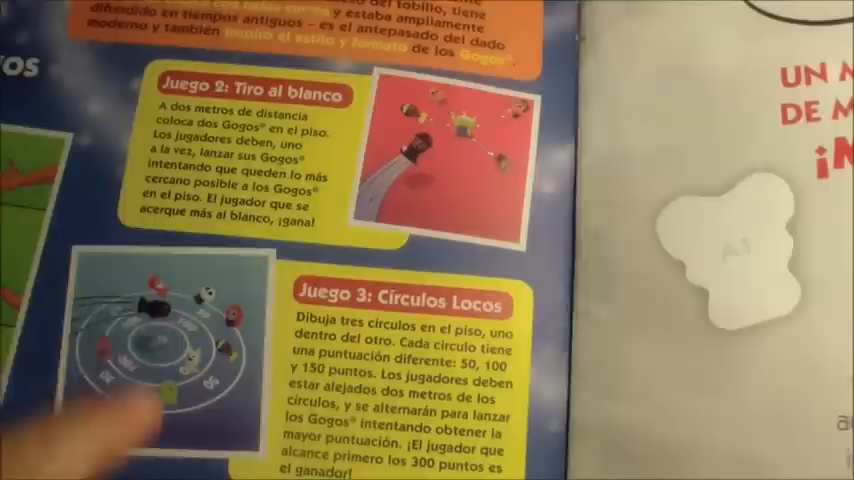 del tobillo, tiene
difundido en tiempos antiguos – es el antepasado del dado
y estaba ampliamente
moderno y también inspiró el estilo y formato de los Gogos®.
Juego 2: Tiro al blanco
A dos metros de distancia
coloca dos Gogos® en el piso.
Los jugadores deben, uno
a la vez, lanzar sus Gogos®
intentando que queden lo más
cercano posible a los Gogos®
en el piso. El jugador que se
acerque más al blanco, ¡gana!
Juego 3: Círculos Locos
Dibuja tres círculos en el piso, uno
dentro del otro. Cada círculo tiene
una puntuación diferente: 50, 100
y 150 puntos. Los jugadores deben
estar alejados dos metros de los
círculos, y se alternarán para lanzar
los Gogos® intentando obtener la
mayor puntuación. ¡El jugador que
alcance primero los 300 puntos es
el ganador!
UN M
DE M
¡M
A1